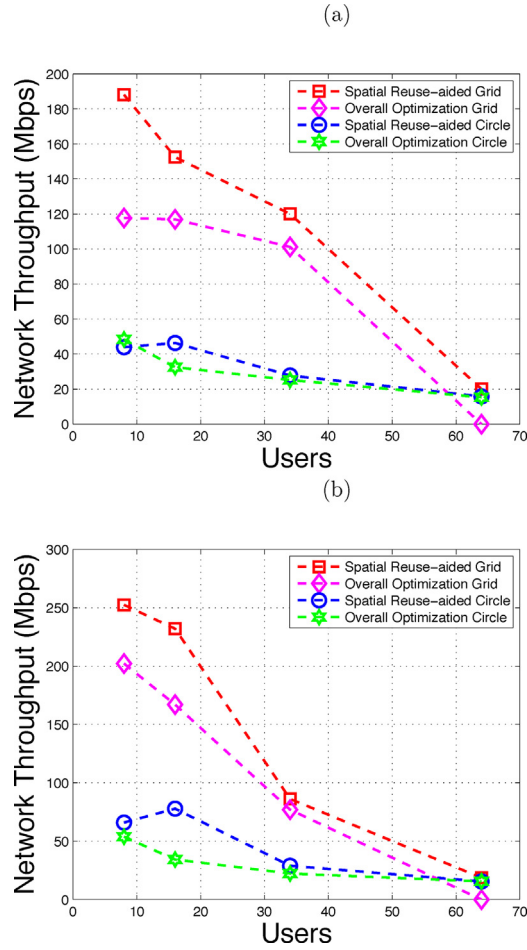 (a)
200
180
160
140
120
100
80
60
40
20
0
Network Throughput (Mbps)
Spatial Reuse-aided Grid
Overall Optimization Grid
Spatial Reuse-aided Circle
Overall Optimization Circle
0 10 20 30 40 50 60 70
Users
(b)
300
250
200
150
100
50
0
Network Throughput (Mbps)
Spatial Reuse-aided Grid
Overall Optimization Grid
Spatial Reuse-aided Circle
Overall Optimization Circle
0 10 20 30 40 50 60 70
Users